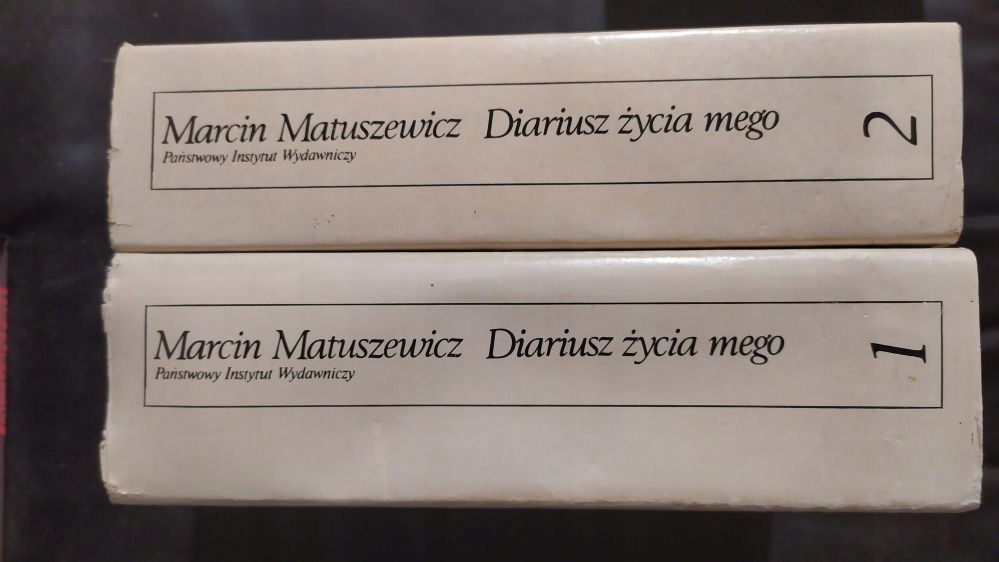 Marcin Matuszewicz Diariusz życia mego 2
Państwowy Instytut Wydawniczy
Marcin Matuszewicz Diariusz życia mego 1
Państwowy Instytut Wydawniczy